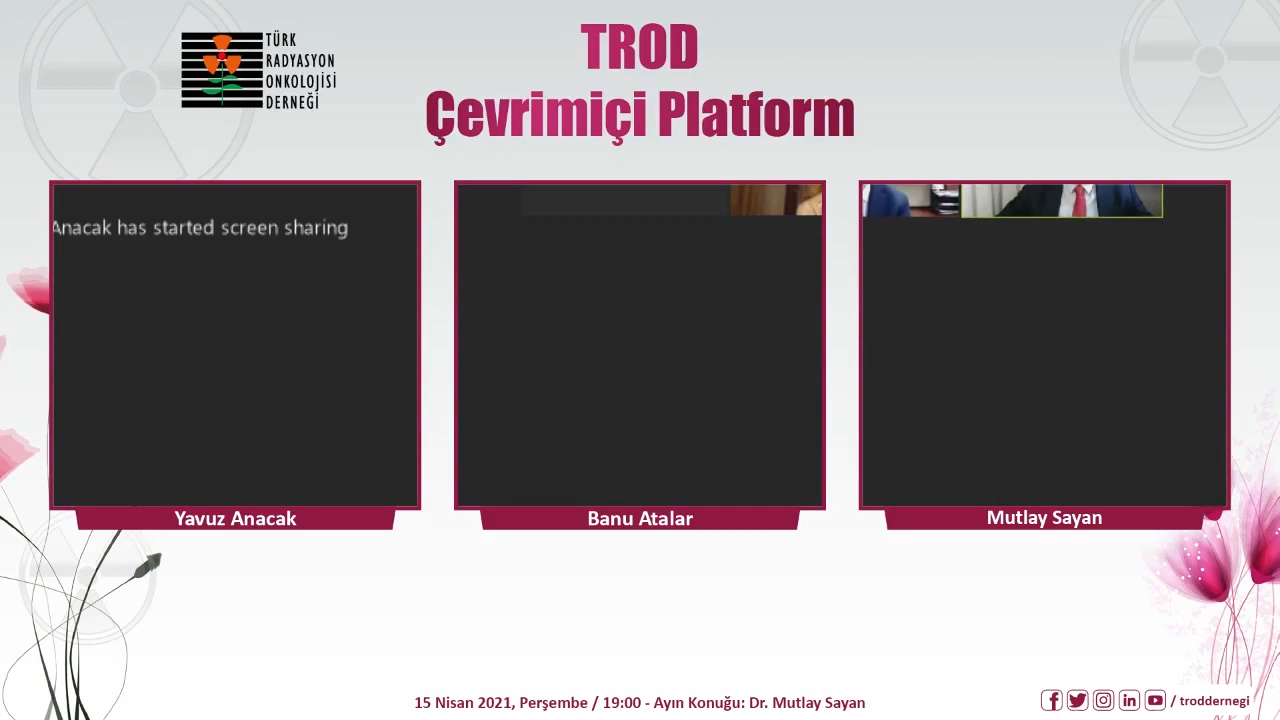 TÜRK
RADYASYON
ONKOLOJİSİ
DERNEĞİ
TROD
Çevrimiçi Platform
Anacak has started screen sharing
Yavuz Anacak
Banu Atalar
Mutlay Sayan
15 Nisan 2021, Perşembe / 19:00 - Ayın Konuğu: Dr. Mutlay Sayan
/ troddernegi